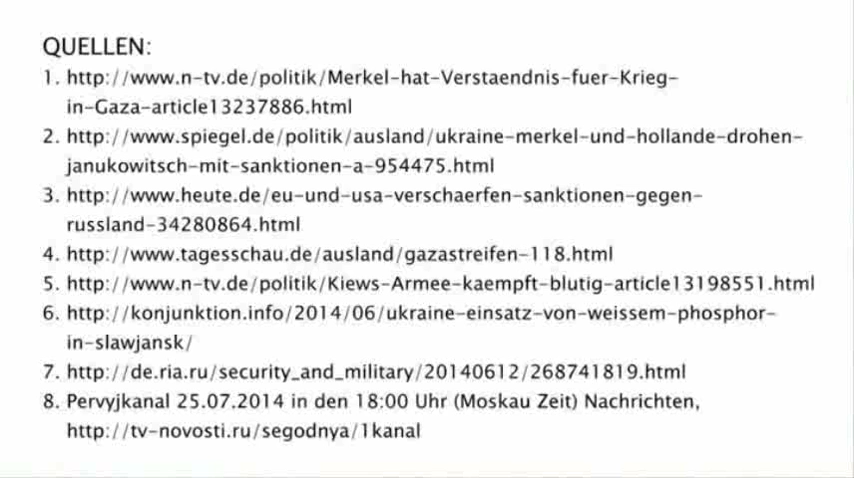 QUELLEN:
1. http://www.n-tv.de/politik/Merkel-hat-Verstaendnis-fuer-Krieg-
in-Gaza-article13237886.html
2. http://www.spiegel.de/politik/ausland/ukraine-merkel-und-hollande-drohen-
janukowitsch-mit-sanktionen-a-954475.html
3. http://www.heute.de/eu-und-usa-verschaerfen-sanktionen-gegen-
russland-34280864.html
4. http://www.tagesschau.de/ausland/gazastreifen-118.html
5. http://www.n-tv.de/politik/Kiews-Armee-kaempft-blutig-article13198551.html
6. http://konjunktion.info/2014/06/ukraine-einsatz-von-weissem-phosphor-
in-slawjansk/
7. http://de.ria.ru/security_and_military/20140612/268741819.html
8. Pervyjkanal 25.07.2014 in den 18:00 Uhr (Moskau Zeit) Nachrichten,
http://tv-novosti.ru/segodnya/1kanal